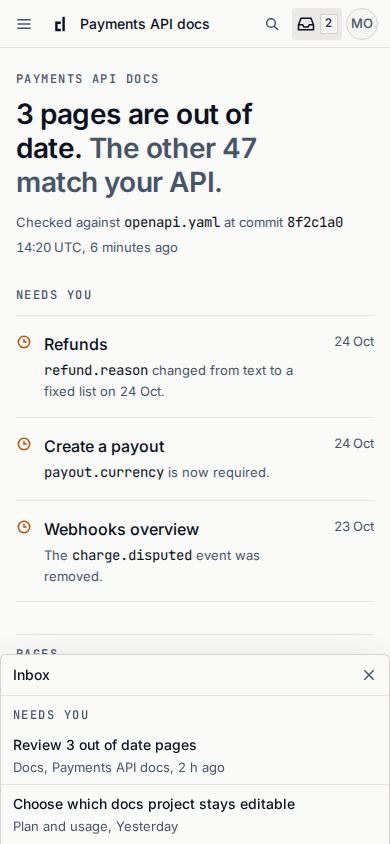 Payments API docs
2
MO
PAYMENTS API DOCS
3 pages are out of
date. The other 47
match your API.
Checked against openapi.yaml at commit 8f2c1a0
14:20 UTC, 6 minutes ago
NEEDS YOU
Refunds
24 Oct
refund.reason changed from text to a
fixed list on 24 Oct.
Create a payout
24 Oct
payout.currency is now required.
Webhooks overview
23 Oct
The charge.disputed event was
removed.
PAGES
Inbox
NEEDS YOU
Review 3 out of date pages
Docs, Payments API docs, 2 h ago
Choose which docs project stays editable
Plan and usage, Yesterday